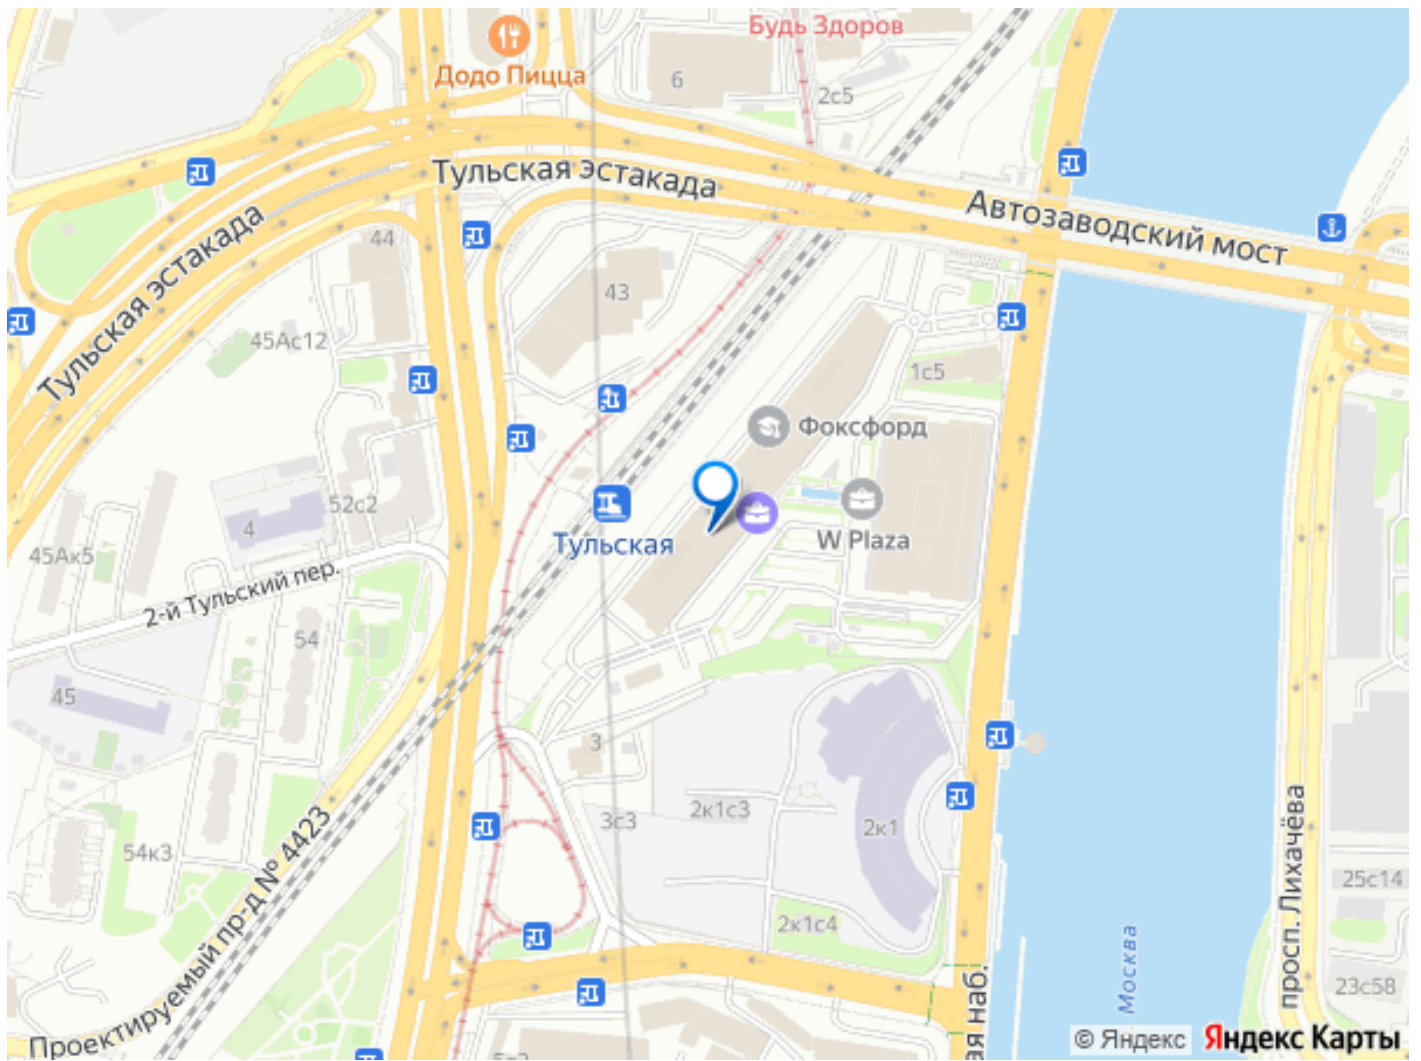 Будь Здоров
Додо Пицца
6
2с5
Тульская эстакада
Автозаводский мост
Тульская эстакада
44
43
45Ас12
1с5
Фоксфорд
52с2
4
W Plaza
Тульская
45Ак5
2-й Тульский пер.
54
45
3
2к1с3
3с3
2к1
54к3
Проектируемый пр-д № 4423
2к1с4
просп. Лихачёва
25с14
Москва
23с58
ая наб.
© Яндекс Яндекс Карты